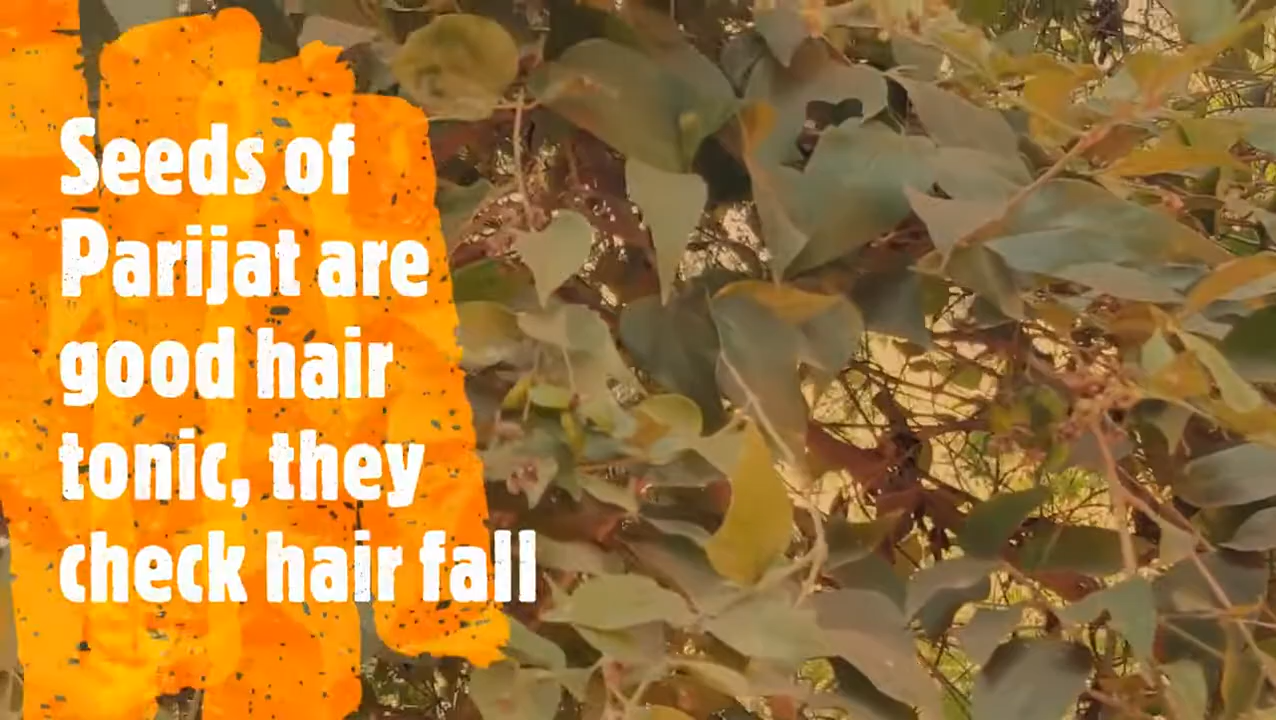 Seeds of
Parijat are
good hair
tonic, they
check hair fall